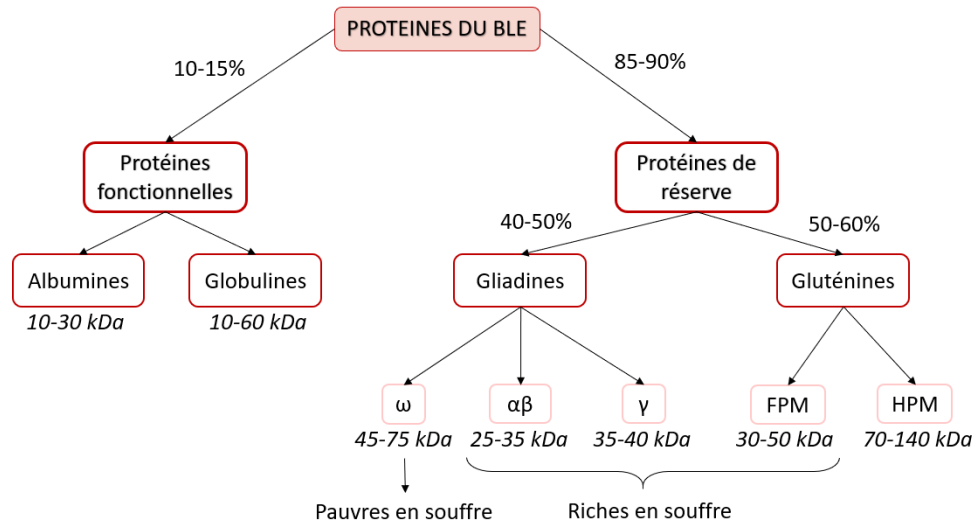 PROTEINES DU BLE
10-15%
85-90%
Protéines
fonctionnelles
Protéines de
réserve
40-50%
50-60%
Albumines
Globulines
Gliadines
Gluténines
10-30 kDa
10-60 kDa
ω
αβ
γ
FPM
HPM
45-75 kDa
25-35 kDa
35-40 kDa
30-50 kDa
70-140 kDa
Pauvres en souffre
Riches en souffre